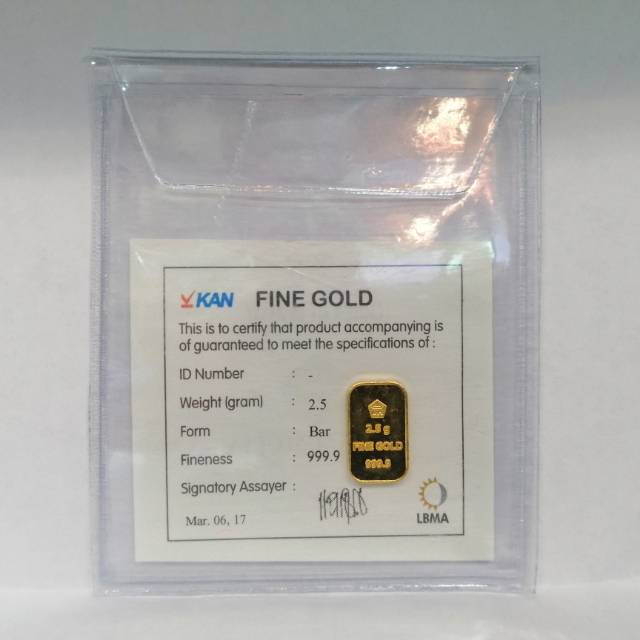 KAN FINE GOLD
This is to certify that product accompanying is
of guaranteed to meet the specifications of :
ID Number : -
Weight (gram) : 2.5
Form : Bar
Fineness : 999.9
Signatory Assayer :
Mar. 06, 17
LBMA
2.5 g
FINE GOLD
999.9